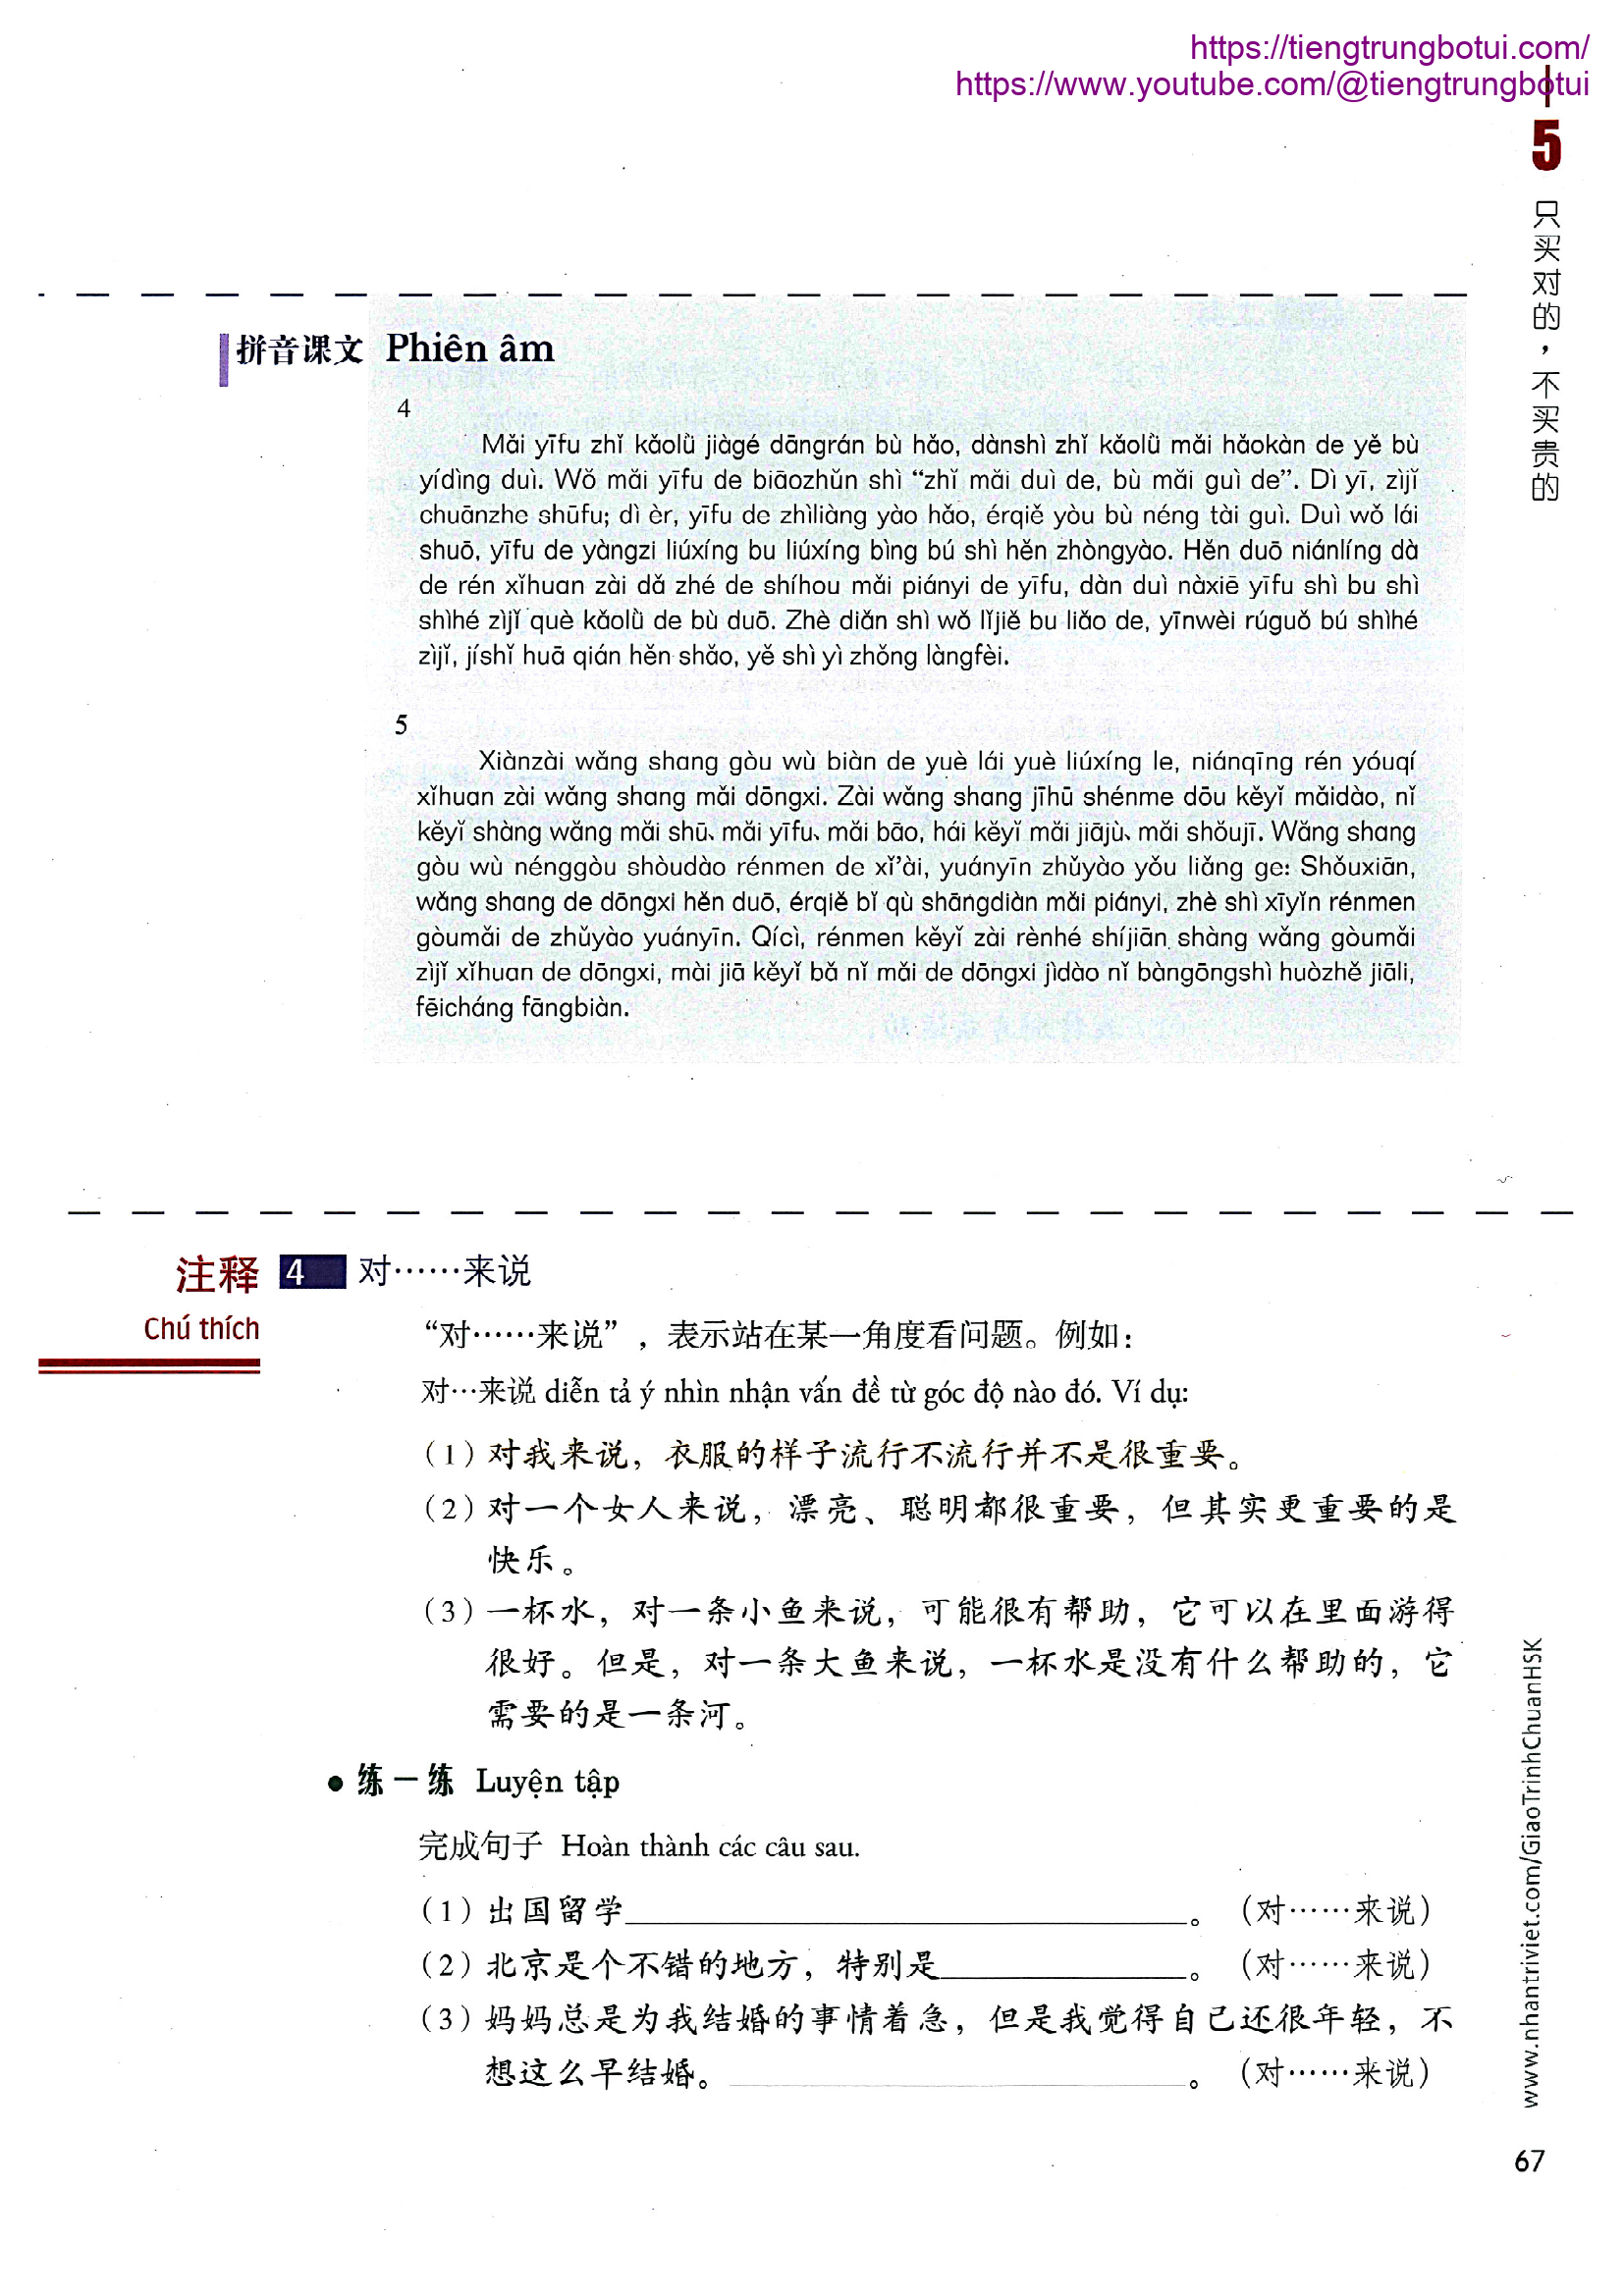 https://tiengtrungbotui.com/
https://www.youtube.com/@tiengtrungbotui
5
只买对的，不买贵的
拼音课文 Phiên âm
4
Mǎi yīfu zhǐ kǎolǜ jiàgé dāngrán bù hǎo, dànshì zhǐ kǎolǜ mǎi hǎokàn de yě bù
yídìng duì. Wǒ mǎi yīfu de biāozhǔn shì “zhǐ mǎi duì de, bù mǎi guì de”. Dì yī, zìjǐ
chuānzhe shūfu; dì èr, yīfu de zhìliàng yào hǎo, érqiě yòu bù néng tài guì. Duì wǒ lái
shuō, yīfu de yàngzi liúxíng bu liúxíng bìng bú shì hěn zhòngyào. Hěn duō niánlíng dà
de rén xǐhuan zài dǎ zhé de shíhou mǎi piányi de yīfu, dàn duì nàxiē yīfu shì bu shì
shìhé zìjǐ què kǎolǜ de bù duō. Zhè diǎn shì wǒ lǐjiě bu liǎo de, yīnwèi rúguǒ bú shìhé
zìjǐ, jíshǐ huā qián hěn shǎo, yě shì yì zhǒng làngfèi.
5
Xiànzài wǎng shang gòu wù biàn de yuè lái yuè liúxíng le, niánqīng rén yóuqí
xǐhuan zài wǎng shang mǎi dōngxi. Zài wǎng shang jīhū shénme dōu kěyǐ mǎidào, nǐ
kěyǐ shàng wǎng mǎi shū、mǎi yīfu、mǎi bāo, hái kěyǐ mǎi jiājù、mǎi shǒujī. Wǎng shang
gòu wù nénggòu shòudào rénmen de xǐ’ài, yuányīn zhǔyào yǒu liǎng ge: Shǒuxiān,
wǎng shang de dōngxi hěn duō, érqiě bǐ qù shāngdiàn mǎi piányi, zhè shì xīyǐn rénmen
gòumǎi de zhǔyào yuányīn. Qícì, rénmen kěyǐ zài rènhé shíjiān shàng wǎng gòumǎi
zìjǐ xǐhuan de dōngxi, mài jiā kěyǐ bǎ nǐ mǎi de dōngxi jìdào nǐ bàngōngshì huòzhě jiāli,
fēicháng fāngbiàn.
注释 4 对……来说
Chú thích
“对……来说”，表示站在某一角度看问题。例如：
对…来说 diễn tả ý nhìn nhận vấn đề từ góc độ nào đó. Ví dụ:
（1）对我来说，衣服的样子流行不流行并不是很重要。
（2）对一个女人来说，漂亮、聪明都很重要，但其实更重要的是
快乐。
（3）一杯水，对一条小鱼来说，可能很有帮助，它可以在里面游得
很好。但是，对一条大鱼来说，一杯水是没有什么帮助的，它
需要的是一条河。
● 练一练 Luyện tập
完成句子 Hoàn thành các câu sau.
（1）出国留学____________________。（对……来说）
（2）北京是个不错的地方，特别是__________。（对……来说）
（3）妈妈总是为我结婚的事情着急，但是我觉得自己还很年轻，不
想这么早结婚。____________________。（对……来说）
www.nhantriviet.com/GiaoTrinhChuanHSK
67